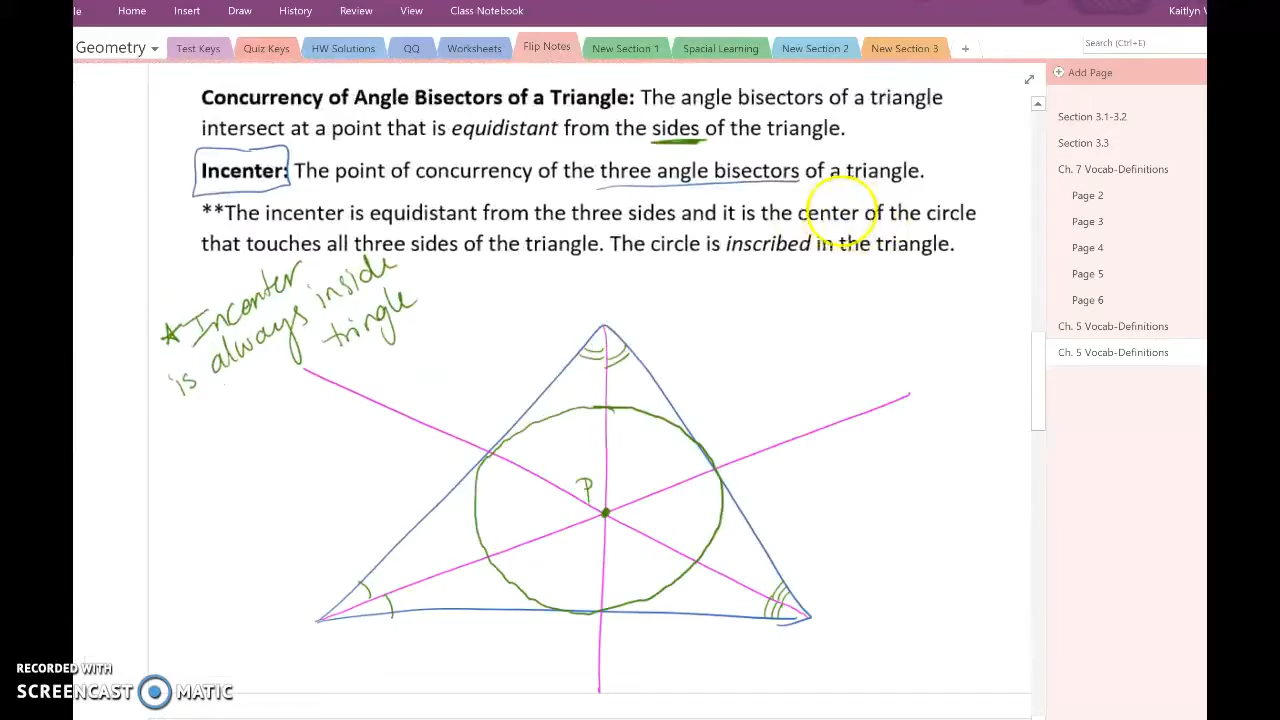 le Home Insert Draw History Review View Class Notebook Kaitlyn V
Geometry Test Keys Quiz Keys HW Solutions QQ Worksheets Flip Notes New Section 1 Spacial Learning New Section 2 New Section 3 + Search (Ctrl+E)
Add Page
Section 3.1-3.2
Section 3.3
Ch. 7 Vocab-Definitions
Page 2
Page 3
Page 4
Page 5
Page 6
Ch. 5 Vocab-Definitions
Ch. 5 Vocab-Definitions
Concurrency of Angle Bisectors of a Triangle: The angle bisectors of a triangle
intersect at a point that is equidistant from the sides of the triangle.
Incenter: The point of concurrency of the three angle bisectors of a triangle.
**The incenter is equidistant from the three sides and it is the center of the circle
that touches all three sides of the triangle. The circle is inscribed in the triangle.
Incenter
is always inside
tringle
P
RECORDED WITH
SCREENCAST MATIC